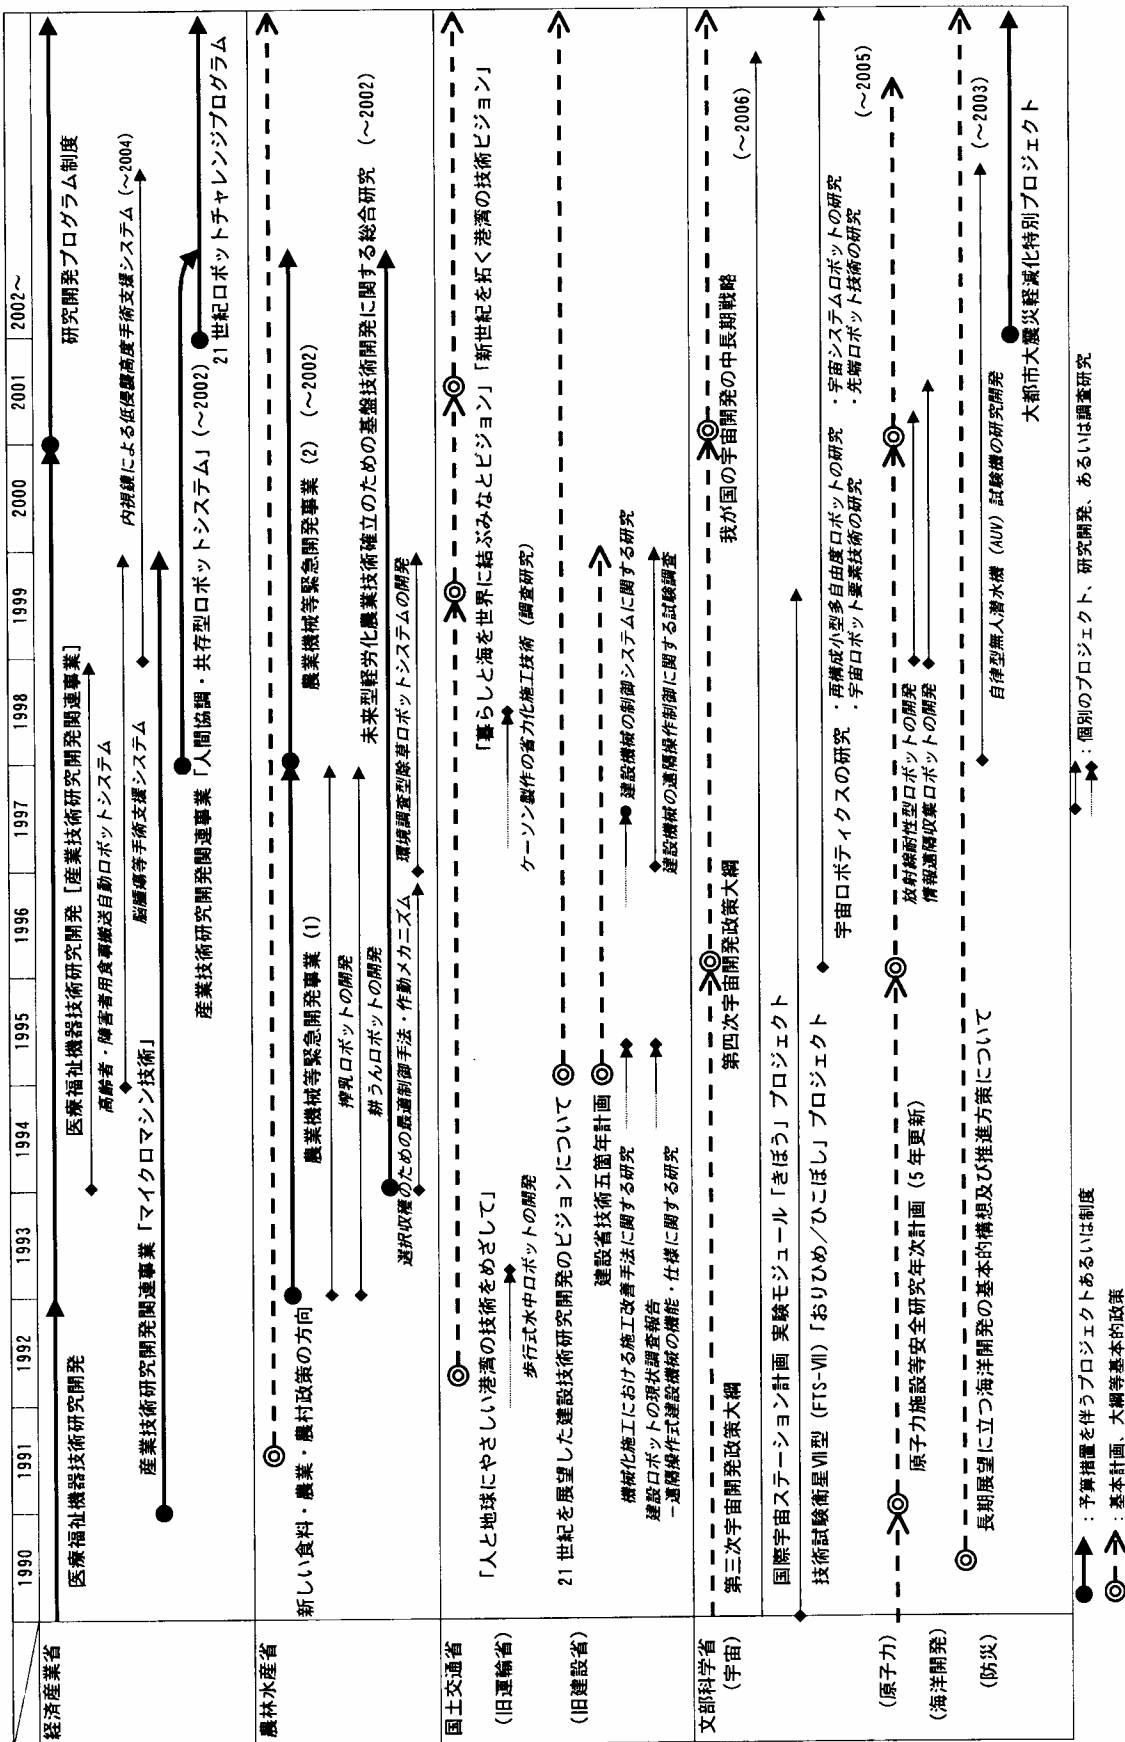 1990
1991
1992
1993
1994
1995
1996
1997
1998
1999
2000
2001
2002～
経済産業省
医療福祉機器技術研究開発
医療福祉機器技術研究開発［産業技術研究開発関連事業］
研究開発プログラム制度
高齢者・障害者用食事搬送自動ロボットシステム
脳腫瘍等手術支援システム
内視鏡による低侵襲高度手術支援システム（～2004）
産業技術研究開発関連事業「マイクロマシン技術」
産業技術研究開発関連事業「人間協調・共存型ロボットシステム」（～2002）
21世紀ロボットチャレンジプログラム
農林水産省
新しい食料・農業・農村政策の方向
農業機械等緊急開発事業（1）
農業機械等緊急開発事業（2）（～2002）
搾乳ロボットの開発
耕うんロボットの開発
未来型軽労化農業技術確立のための基盤技術開発に関する総合研究（～2002）
選択収穫のための最適制御手法・作動メカニズム
環境調査型除草ロボットシステムの開発
国土交通省
（旧運輸省）
「人と地球にやさしい港湾の技術をめざして」
「暮らしと海を世界に結ぶみなとビジョン」「新世紀を拓く港湾の技術ビジョン」
歩行式水中ロボットの開発
ケーソン製作の省力化施工技術（調査研究）
（旧建設省）
21世紀を展望した建設技術研究開発のビジョンについて
建設省技術五箇年計画
機械化施工における施工改善手法に関する研究
建設機械の制御システムに関する研究
建設ロボットの現状調査報告
－遠隔操作式建設機械の機能・仕様に関する研究
建設機械の遠隔操作制御に関する試験調査
文部科学省
（宇宙）
第三次宇宙開発政策大綱
第四次宇宙開発政策大綱
我が国の宇宙開発の中長期戦略
（～2006）
国際宇宙ステーション計画 実験モジュール「きぼう」プロジェクト
技術試験衛星Ⅶ型（FTS-Ⅶ）「おりひめ／ひこぼし」プロジェクト
宇宙ロボティクスの研究
・再構成小型多自由度ロボットの研究
・宇宙ロボット要素技術の研究
・宇宙システムロボットの研究
・先端ロボット技術の研究
（～2005）
（原子力）
原子力施設等安全研究年次計画（5年更新）
放射線耐性型ロボットの開発
情報遠隔収集ロボットの開発
（海洋開発）
長期展望に立つ海洋開発の基本的構想及び推進方策について
自律型無人潜水機（AUV）試験機の研究開発
（～2003）
（防災）
大都市大震災軽減化特別プロジェクト
：予算措置を伴うプロジェクトあるいは制度
：個別のプロジェクト、研究開発、あるいは調査研究
：基本計画、大綱等基本的政策